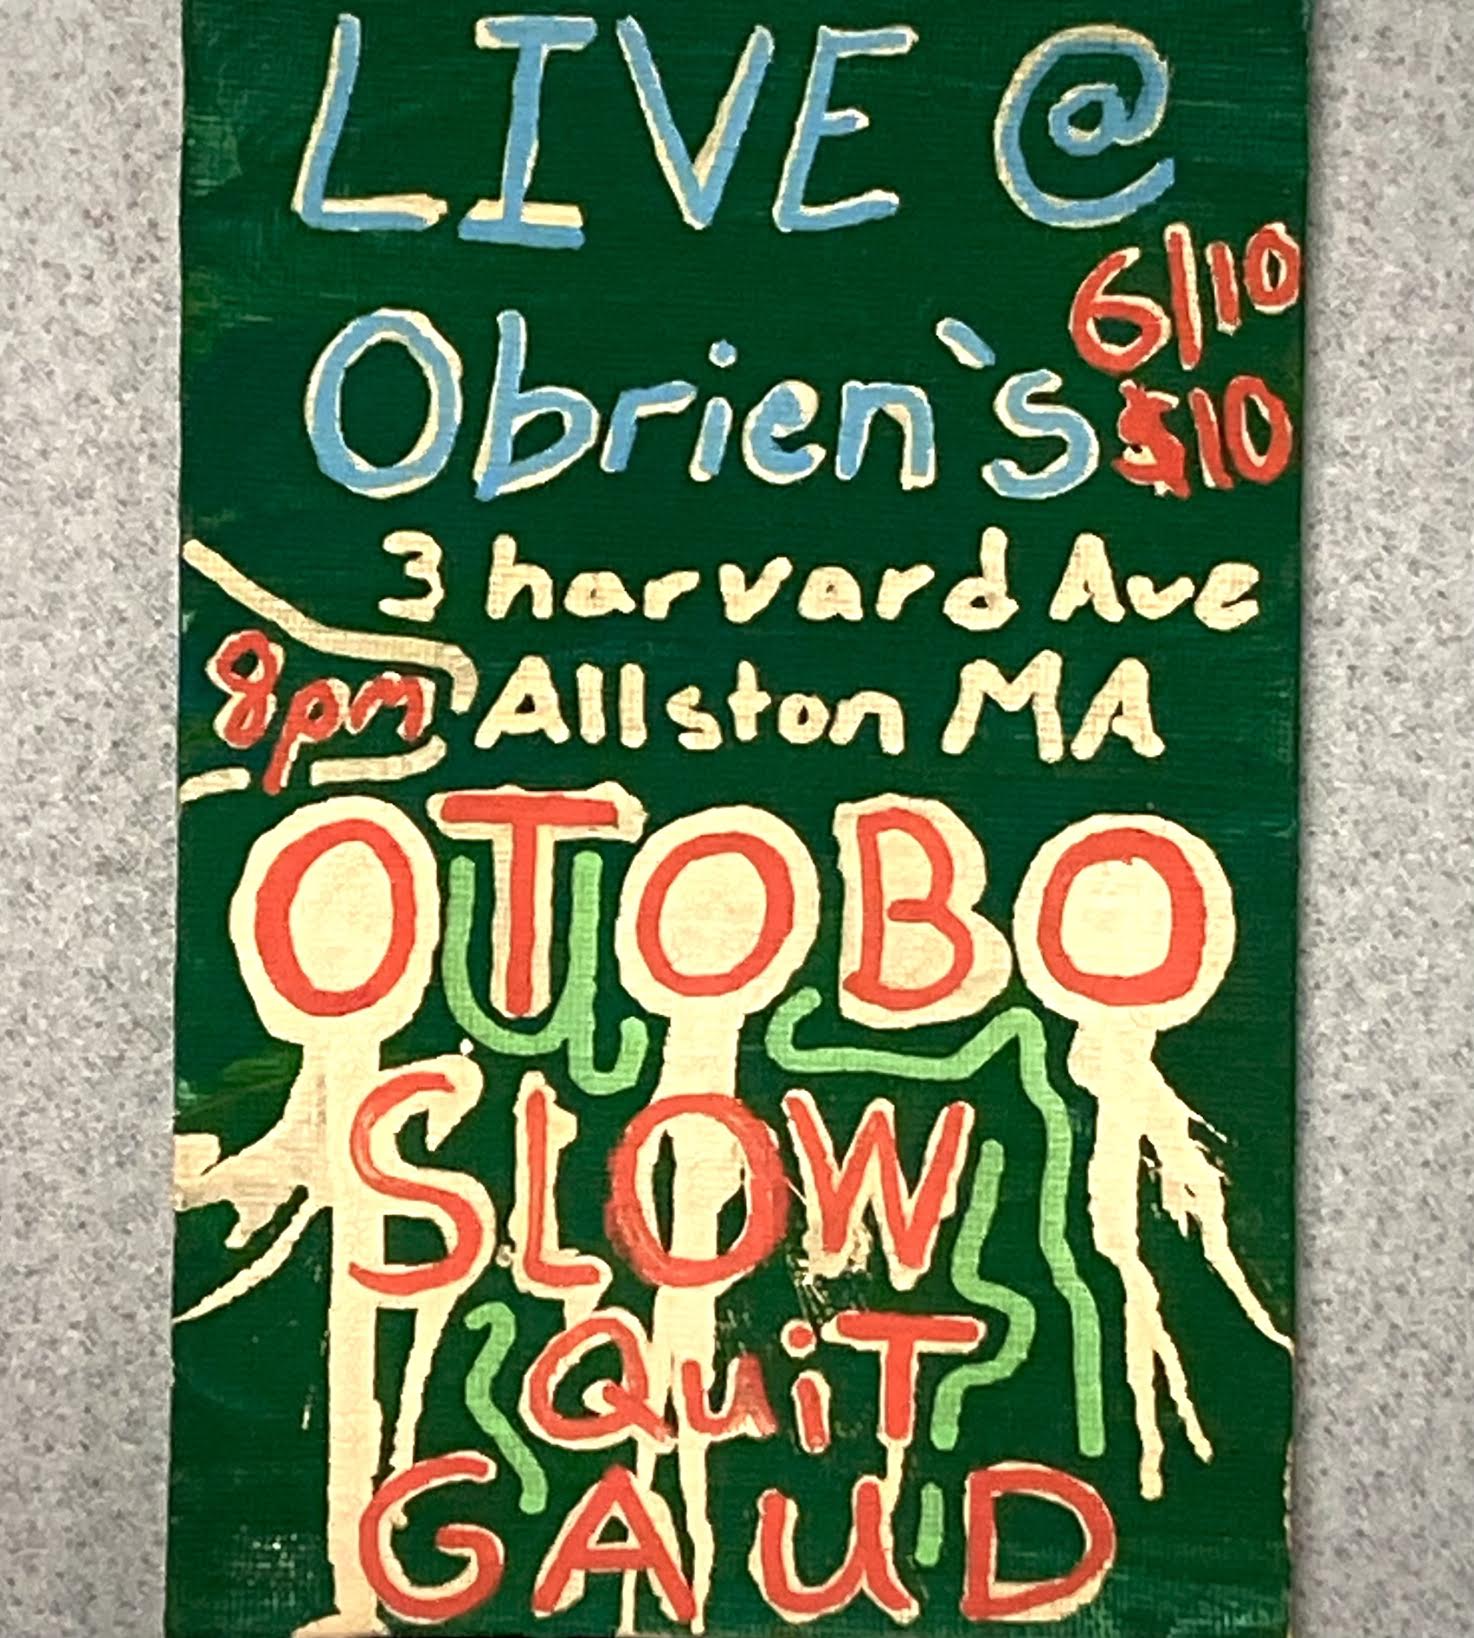 LIVE @
6/10
Obrien`s $10
3 harvard Ave
8pm Allston MA
OTOBO
SLOW
QuiT
GAuD